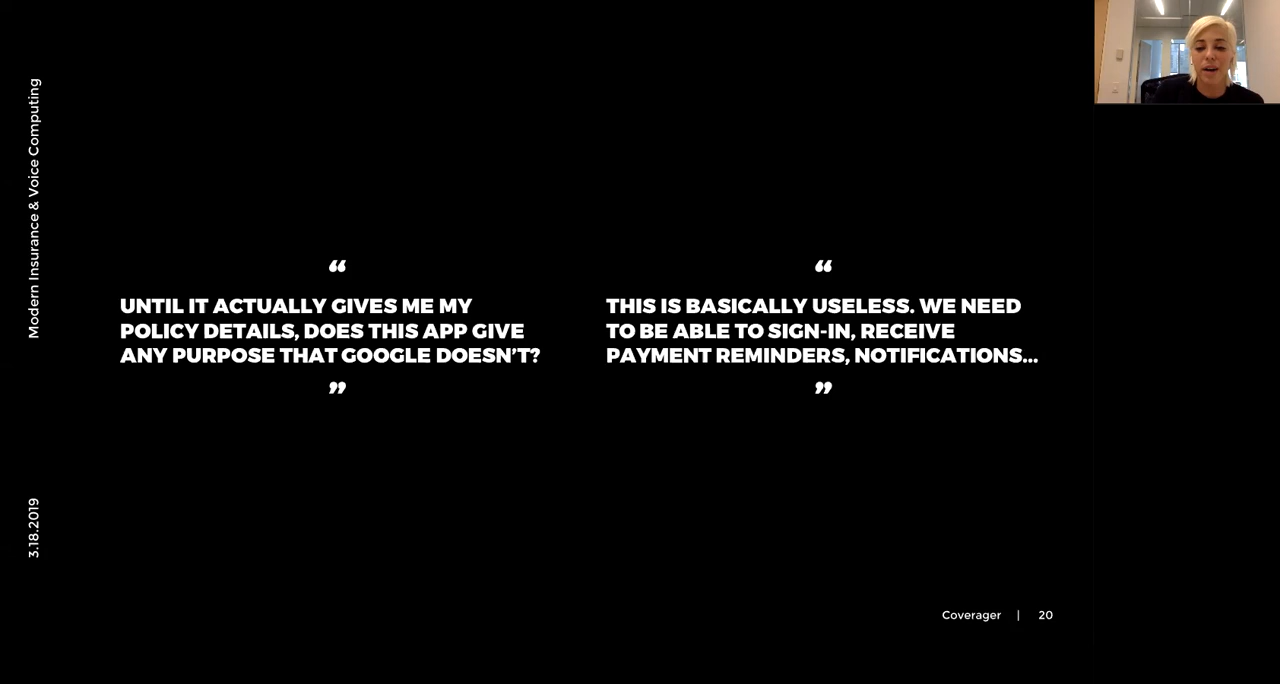 Modern Insurance & Voice Computing
“
UNTIL IT ACTUALLY GIVES ME MY
POLICY DETAILS, DOES THIS APP GIVE
ANY PURPOSE THAT GOOGLE DOESN’T?
”
“
THIS IS BASICALLY USELESS. WE NEED
TO BE ABLE TO SIGN-IN, RECEIVE
PAYMENT REMINDERS, NOTIFICATIONS...
”
3.18.2019
Coverager | 20